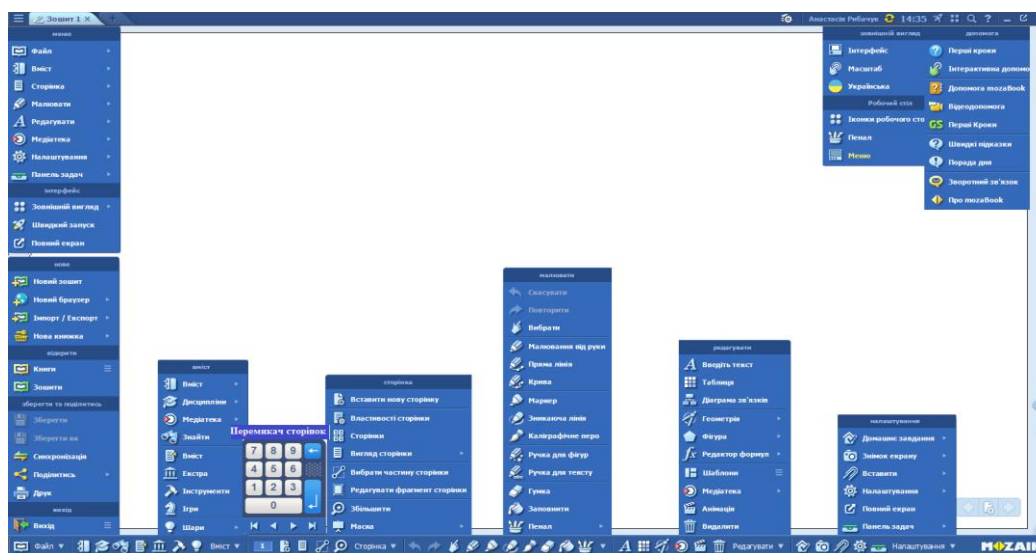 Зошит 1 ×
Анастасія Рибачук 14:35
меню
Файл
Вміст
Сторінка
Малювати
Редагувати
Медіатека
Налаштування
Панель задач
інтерфейс
Зовнішній вигляд
Швидкий запуск
Повний екран
нове
Новий зошит
Новий браузер
Імпорт / Експорт
Нова книжка
відкрити
Книги
Зошити
зберегти та поділитись
Зберегти
Зберегти як
Синхронізація
Поділитись
Друк
вихід
Вихід
вміст
Вміст
Дисципліни
Медіатека
Знайти
Вміст
Екстра
Інструменти
Ігри
Шари
Перемикач сторінок
7 8 9
4 5 6
1 2 3
0
сторінка
Вставити нову сторінку
Властивості сторінки
Сторінки
Вигляд сторінки
Вибрати частину сторінки
Редагувати фрагмент сторінки
Збільшити
Маска
малювати
Скасувати
Повторити
Вибрати
Малювання від руки
Пряма лінія
Крива
Маркер
Зникаюча лінія
Каліграфічне перо
Ручка для фігур
Ручка для тексту
Гумка
Заповнити
Пенал
редагувати
Введіть текст
Таблиця
Діаграма зв'язків
Геометрія
Фігура
Редактор формул
Шаблони
Медіатека
Анімація
Видалити
налаштування
Домашнє завдання
Знімок екрану
Вставити
Налаштування
Повний екран
Панель задач
зовнішній вигляд
Інтерфейс
Масштаб
Українська
Робочий стіл
Іконки робочого сто
Пенал
Меню
допомога
Перші кроки
Інтерактивна допомо
Допомога mozaBook
Відеодопомога
GS Перші Кроки
Швидкі підказки
Порада дня
Зворотний зв'язок
Про mozaBook
Файл Вміст 1 Сторінка Редагувати Налаштування MOZA